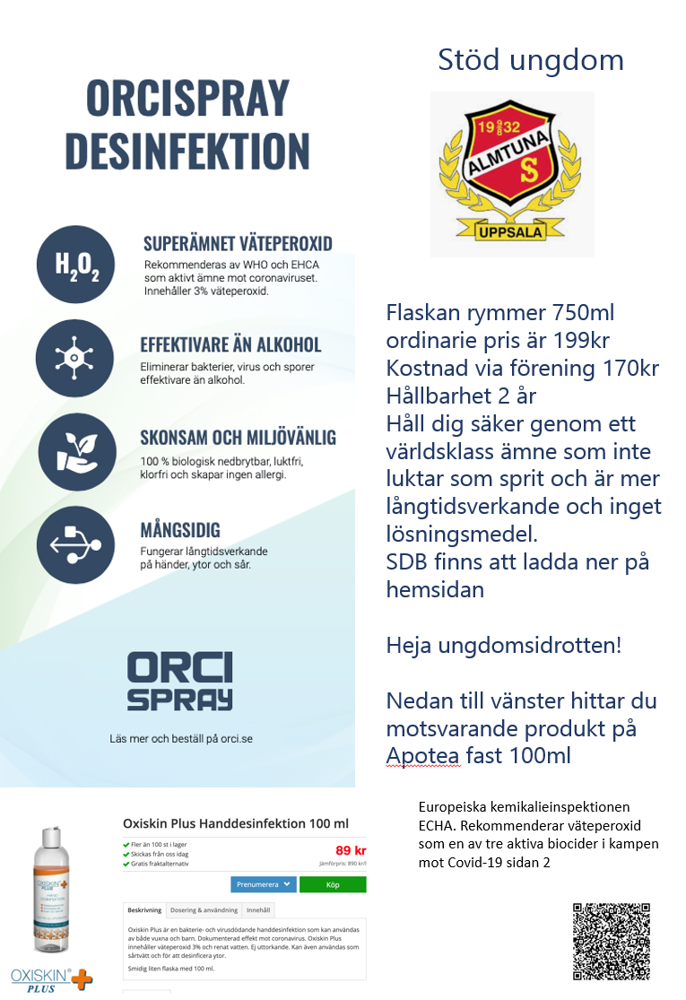 ORCISPRAY
DESINFEKTION
H2O2
SUPERÄMNET VÄTEPEROXID
Rekommenderas av WHO och EHCA
som aktivt ämne mot coronaviruset.
Innehåller 3% väteperoxid.
EFFEKTIVARE ÄN ALKOHOL
Eliminerar bakterier, virus och sporer
effektivare än alkohol.
SKONSAM OCH MILJÖVÄNLIG
100 % biologisk nedbrytbar, luktfri,
klorfri och skapar ingen allergi.
MÅNGSIDIG
Fungerar långtidsverkande
på händer, ytor och sår.
ORCI
SPRAY
Läs mer och beställ på orci.se
Stöd ungdom
19 32
ALMTUNA
S
UPPSALA
Flaskan rymmer 750ml
ordinarie pris är 199kr
Kostnad via förening 170kr
Hållbarhet 2 år
Håll dig säker genom ett
världsklass ämne som inte
luktar som sprit och är mer
långtidsverkande och inget
lösningsmedel.
SDB finns att ladda ner på
hemsidan
Heja ungdomsidrotten!
Nedan till vänster hittar du
motsvarande produkt på
Apotea fast 100ml
Europeiska kemikalieinspektionen
ECHA. Rekommenderar väteperoxid
som en av tre aktiva biocider i kampen
mot Covid-19 sidan 2
Oxiskin Plus Handdesinfektion 100 ml
Fler än 100 st i lager
Skickas från oss idag
Gratis fraktalternativ
89 kr
Jämförpris: 890 kr/l
Prenumerera
Köp
Beskrivning
Dosering & användning
Innehåll
Oxiskin Plus är en bakterie- och virusdödande handdesinfektion som kan användas
av både vuxna och barn. Dokumenterad effekt mot coronavirus. Oxiskin Plus
innehåller väteperoxid 3% och renat vatten. Ej uttorkande. Kan även användas som
sårtvätt och för att desinficera ytor.
Smidig liten flaska med 100 ml.
OXISKIN
PLUS
HAND
DESINFEKTION
OXISKIN®
PLUS